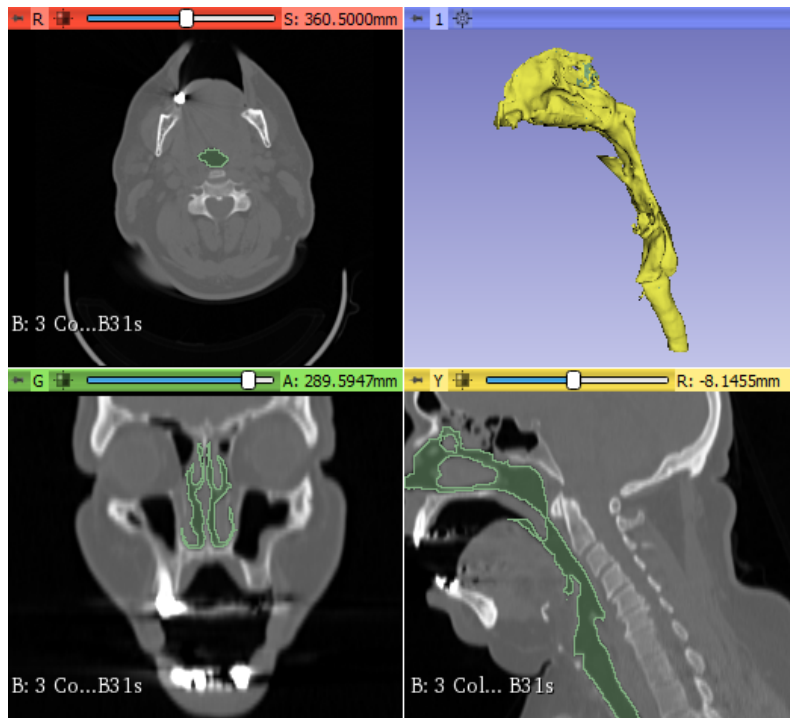 R S: 360.5000mm
1
B: 3 Co...B31s
G A: 289.5947mm
Y R: -8.1455mm
B: 3 Co...B31s
B: 3 Col... B31s